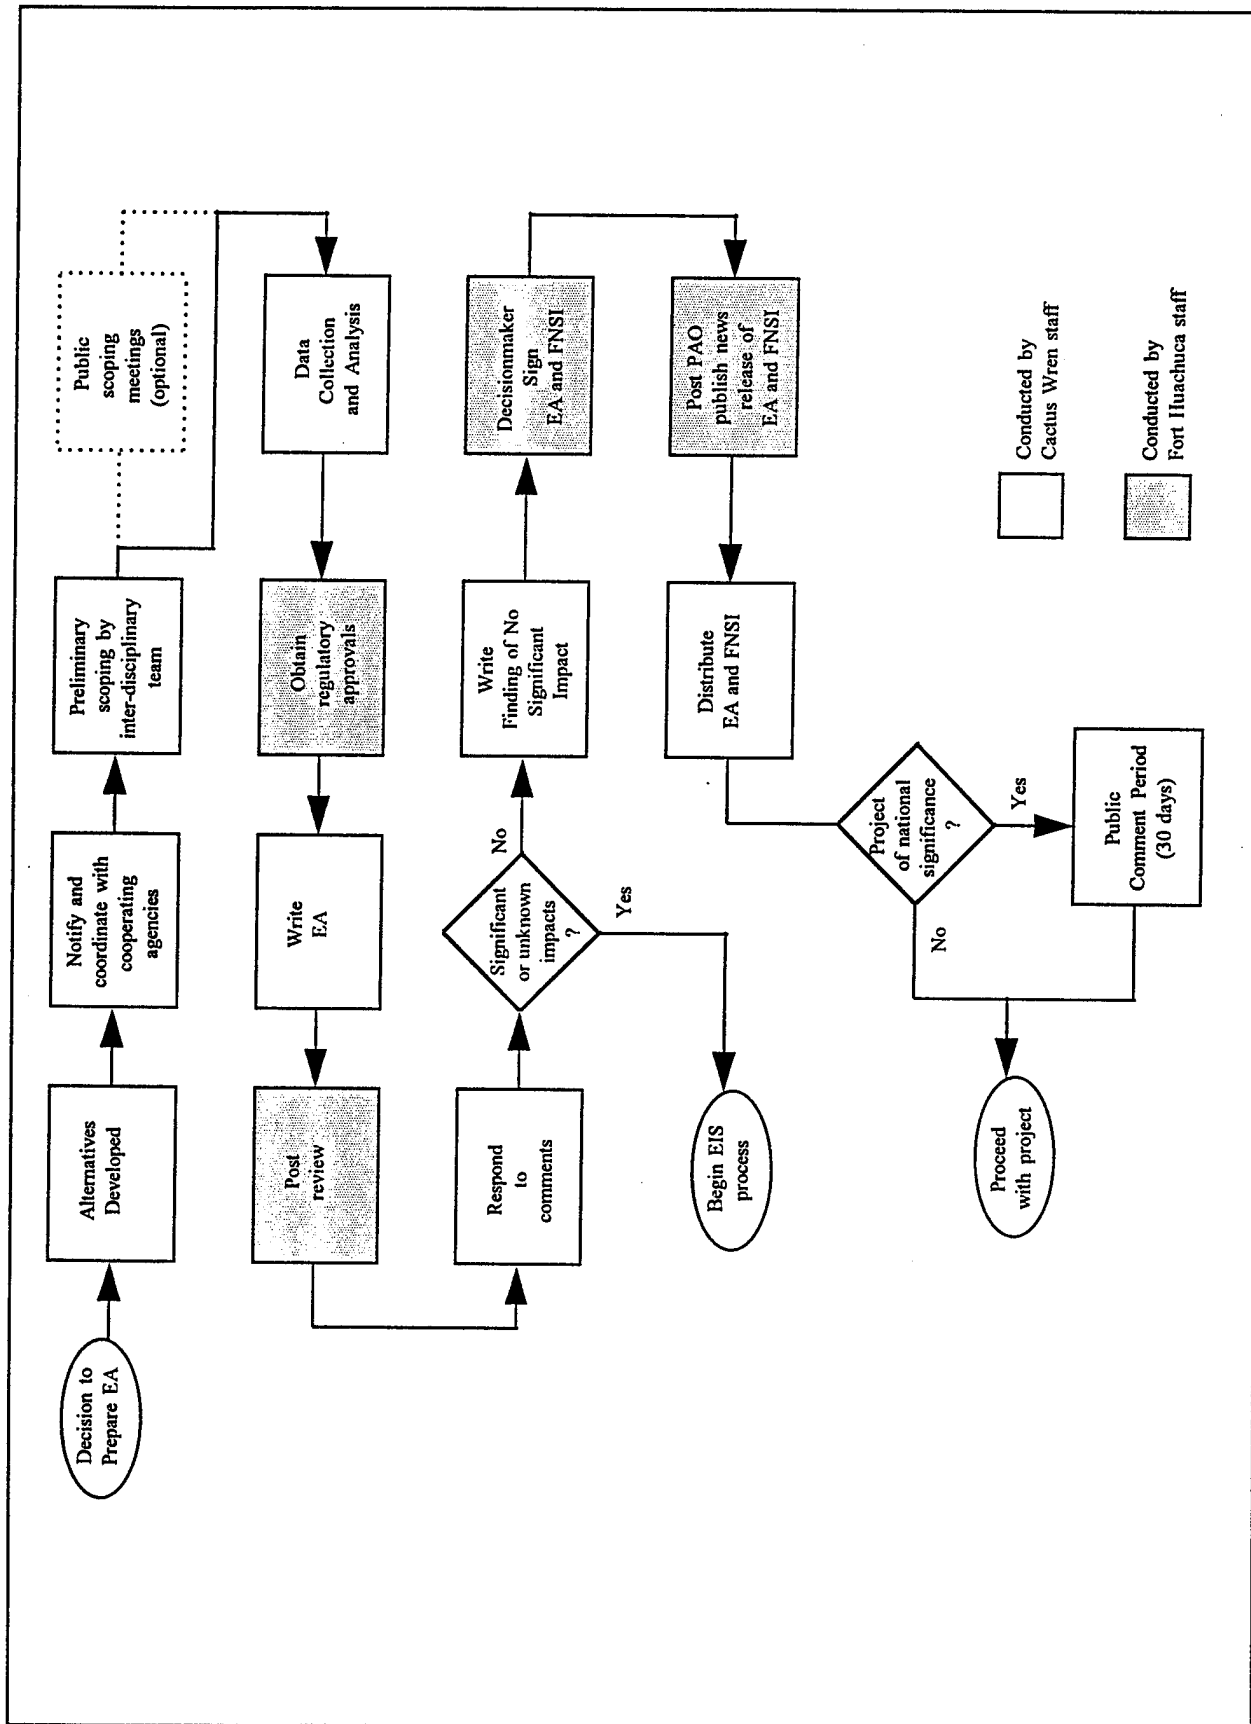 Decision to
Prepare EA
Alternatives
Developed
Notify and
coordinate with
cooperating
agencies
Preliminary
scoping by
inter-disciplinary
team
Public
scoping
meetings
(optional)
Data
Collection
and Analysis
Obtain
regulatory
approvals
Write
EA
Post
review
Respond
to
comments
Significant
or unknown
impacts
?
No
Yes
Begin EIS
process
Write
Finding of No
Significant
Impact
Decisionmaker
Sign
EA and FNSI
Post PAO
publish news
release of
EA and FNSI
Distribute
EA and FNSI
Project
of national
significance
?
No
Yes
Public
Comment Period
(30 days)
Proceed
with project
Conducted by
Cactus Wren staff
Conducted by
Fort Huachuca staff